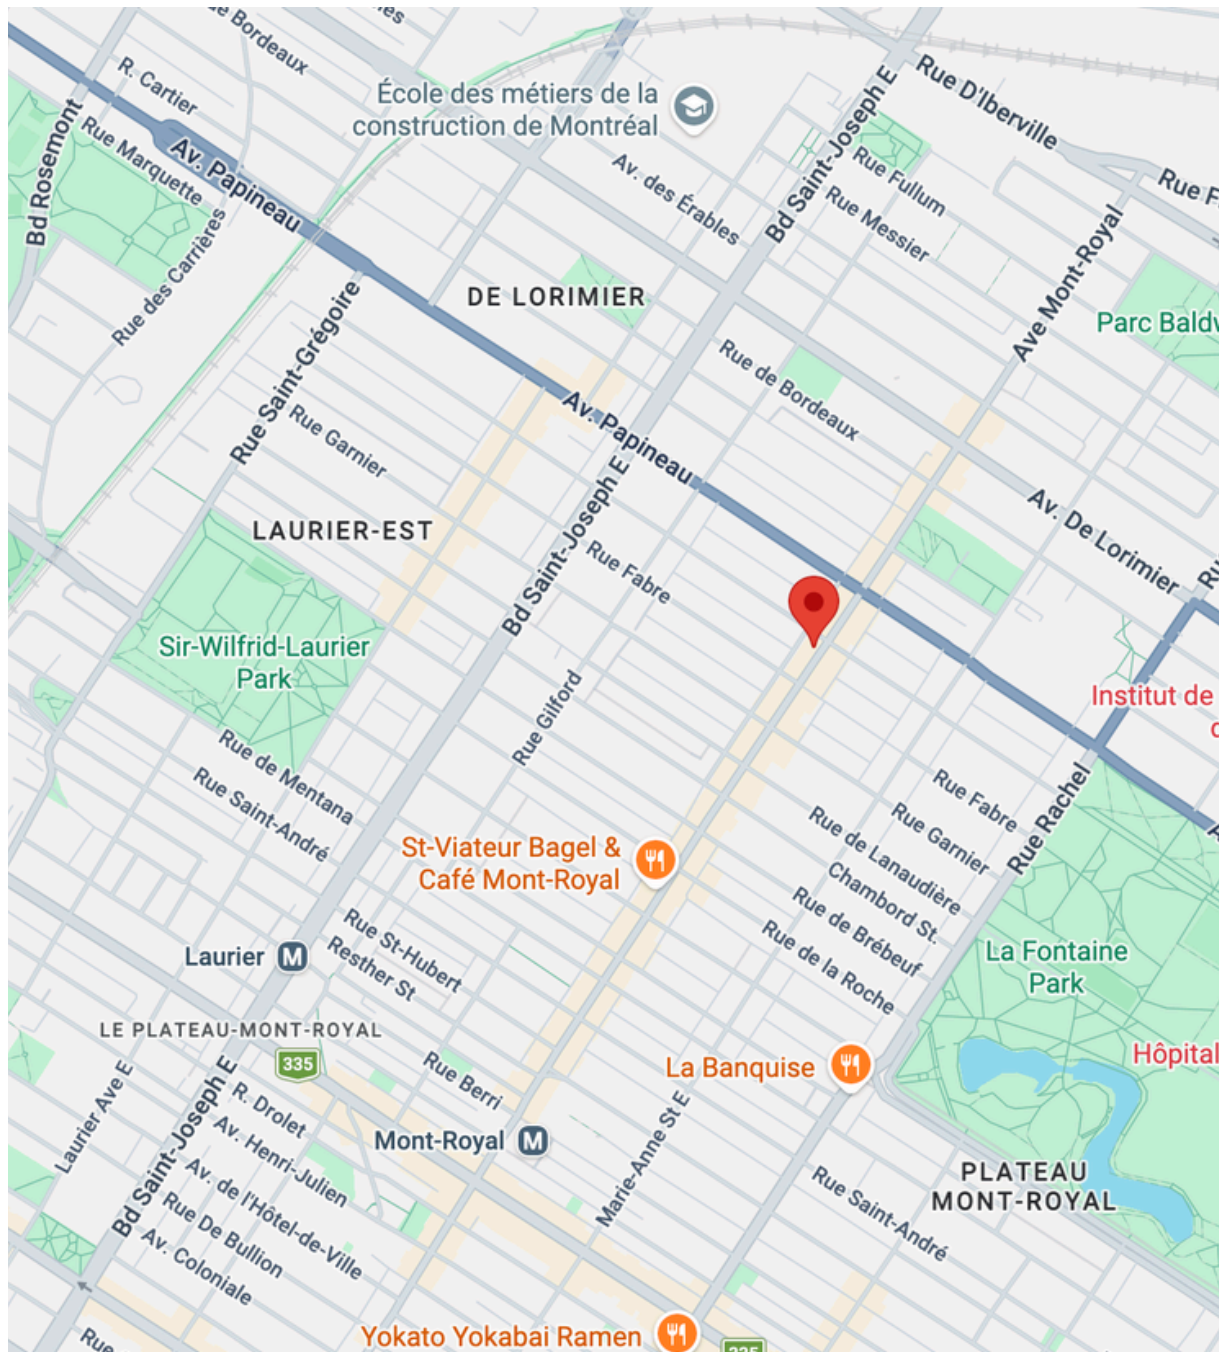 de Bordeaux
R. Cartier
École des métiers de la
construction de Montréal
Rue D'Iberville
Rue Marquette
Av. Papineau
Bd Rosemont
Av. des Érables
Bd Saint-Joseph E
Rue Fullum
Rue Messier
Rue F
Ave Mont-Royal
Rue des Carrières
Rue Saint-Grégoire
DE LORIMIER
Parc Baldw
Rue de Bordeaux
Rue Garnier
Av. Papineau
LAURIER-EST
Bd Saint-Joseph E
Rue Fabre
Av. De Lorimier
Sir-Wilfrid-Laurier
Park
Rue Gilford
Institut de
Rue de Mentana
Rue Saint-André
Rue Fabre
Rue Garnier
Rue Rachel
Rue de Lanaudière
St-Viateur Bagel &
Café Mont-Royal
Chambord St.
Rue de Brébeuf
Rue de la Roche
Rue St-Hubert
Resther St
Laurier
M
La Fontaine
Park
LE PLATEAU-MONT-ROYAL
335
Hôpital
La Banquise
Rue Berri
Laurier Ave E
Bd Saint-Joseph E
R. Drolet
Av. Henri-Julien
Mont-Royal
M
Marie-Anne St E
Av. de l'Hôtel-de-Ville
Rue De Bullion
Av. Coloniale
PLATEAU
MONT-ROYAL
Rue Saint-André
Yokato Yokabai Ramen
335
Rue